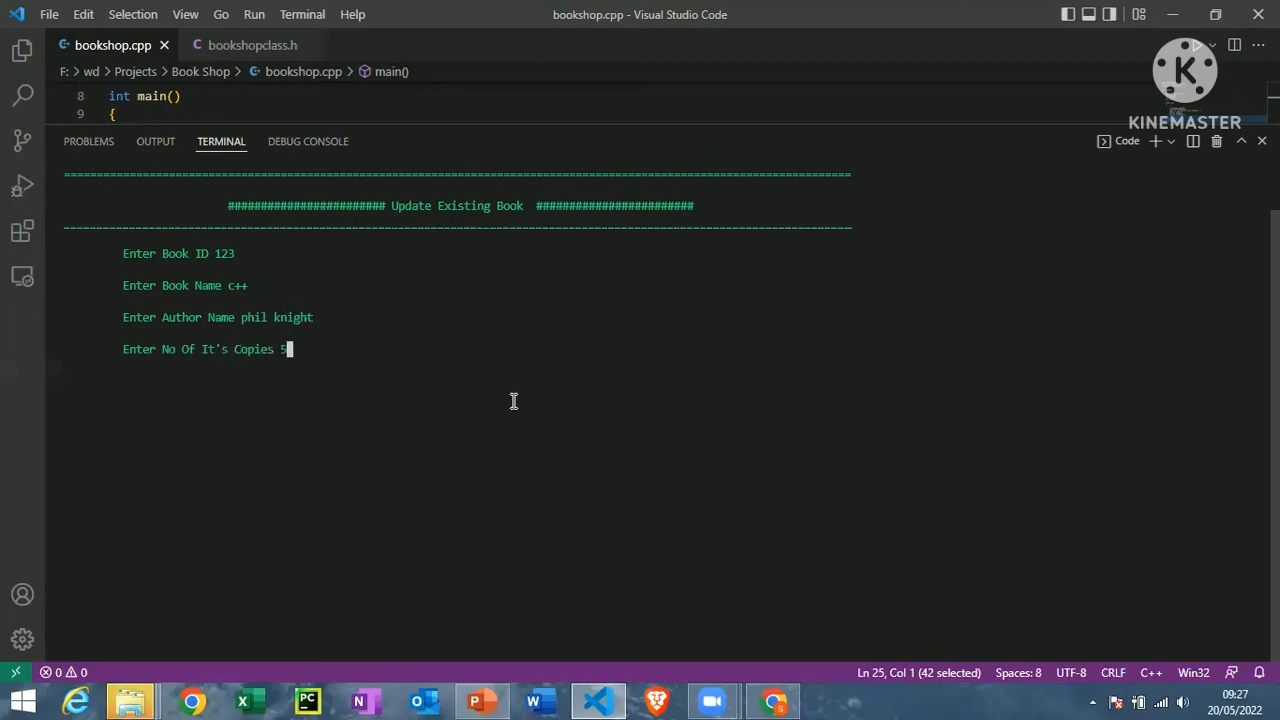 File Edit Selection View Go Run Terminal Help bookshop.cpp - Visual Studio Code
bookshop.cpp bookshopclass.h
F: > wd > Projects > Book Shop > bookshop.cpp > main()
8 int main()
9 {
K
KINEMASTER
PROBLEMS OUTPUT TERMINAL DEBUG CONSOLE Code
========================================================================================================================
######################## Update Existing Book ########################
------------------------------------------------------------------------------------------------------------------------
Enter Book ID 123
Enter Book Name c++
Enter Author Name phil knight
Enter No Of It's Copies 5
0 0 Ln 25, Col 1 (42 selected) Spaces: 8 UTF-8 CRLF C++ Win32
09:27
20/05/2022